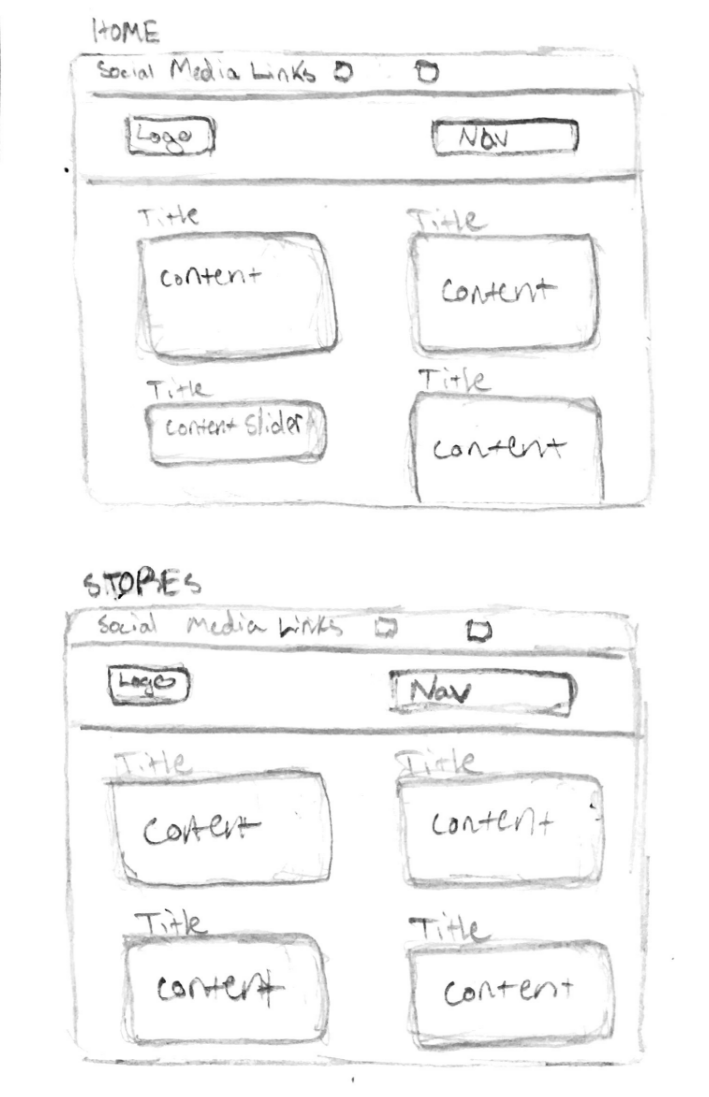 HOME
Social Media Links
Logo
Nav
Title
Title
content
content
Title
Title
content slider
content
STORES
Social Media Links
Logo
Nav
Title
Title
content
content
Title
Title
content
content